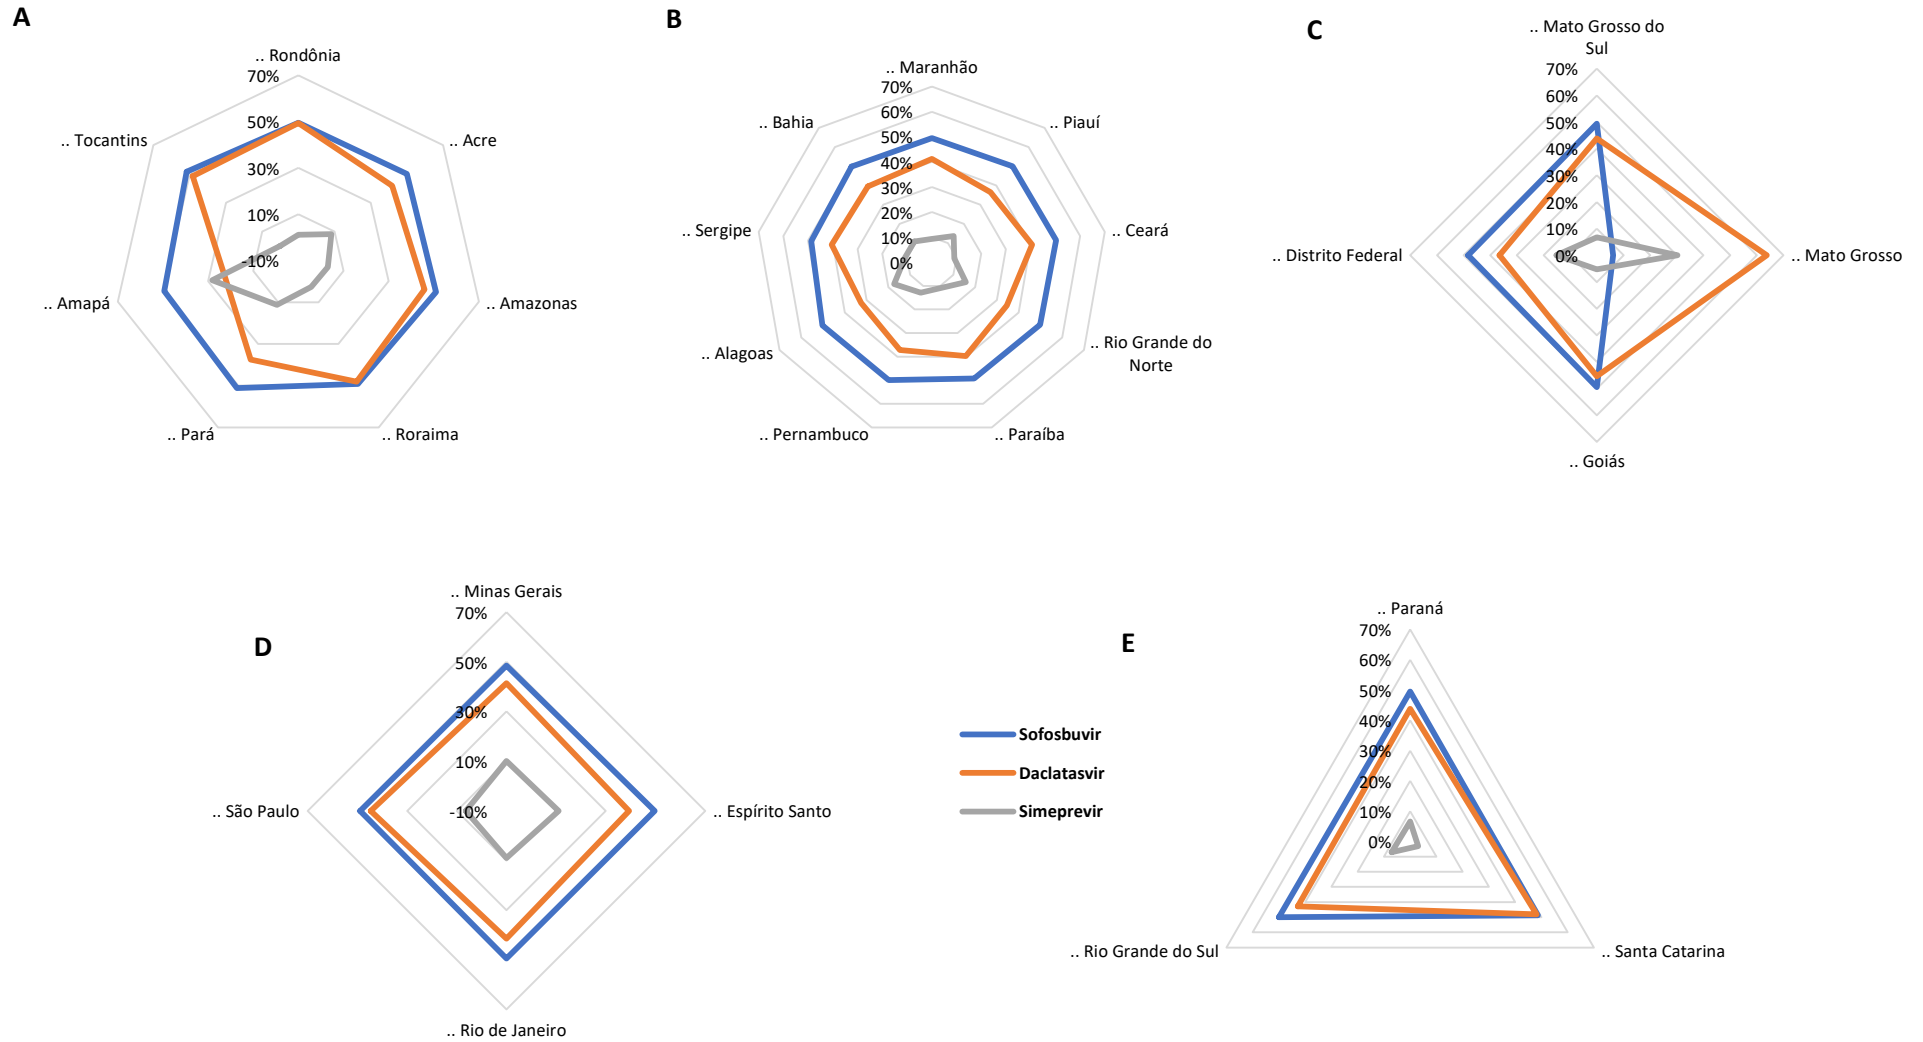 A
.. Rondônia
70%
50%
30%
10%
-10%
.. Tocantins
.. Acre
.. Amapá
.. Amazonas
.. Pará
.. Roraima
B
.. Maranhão
70%
60%
50%
40%
30%
20%
10%
0%
.. Bahia
.. Piauí
.. Sergipe
.. Ceará
.. Alagoas
.. Rio Grande do
Norte
.. Pernambuco
.. Paraíba
C
.. Mato Grosso do
Sul
70%
60%
50%
40%
30%
20%
10%
0%
.. Distrito Federal
.. Mato Grosso
.. Goiás
D
.. Minas Gerais
70%
50%
30%
10%
-10%
.. São Paulo
.. Espírito Santo
.. Rio de Janeiro
Sofosbuvir
Daclatasvir
Simeprevir
E
.. Paraná
70%
60%
50%
40%
30%
20%
10%
0%
.. Rio Grande do Sul
.. Santa Catarina